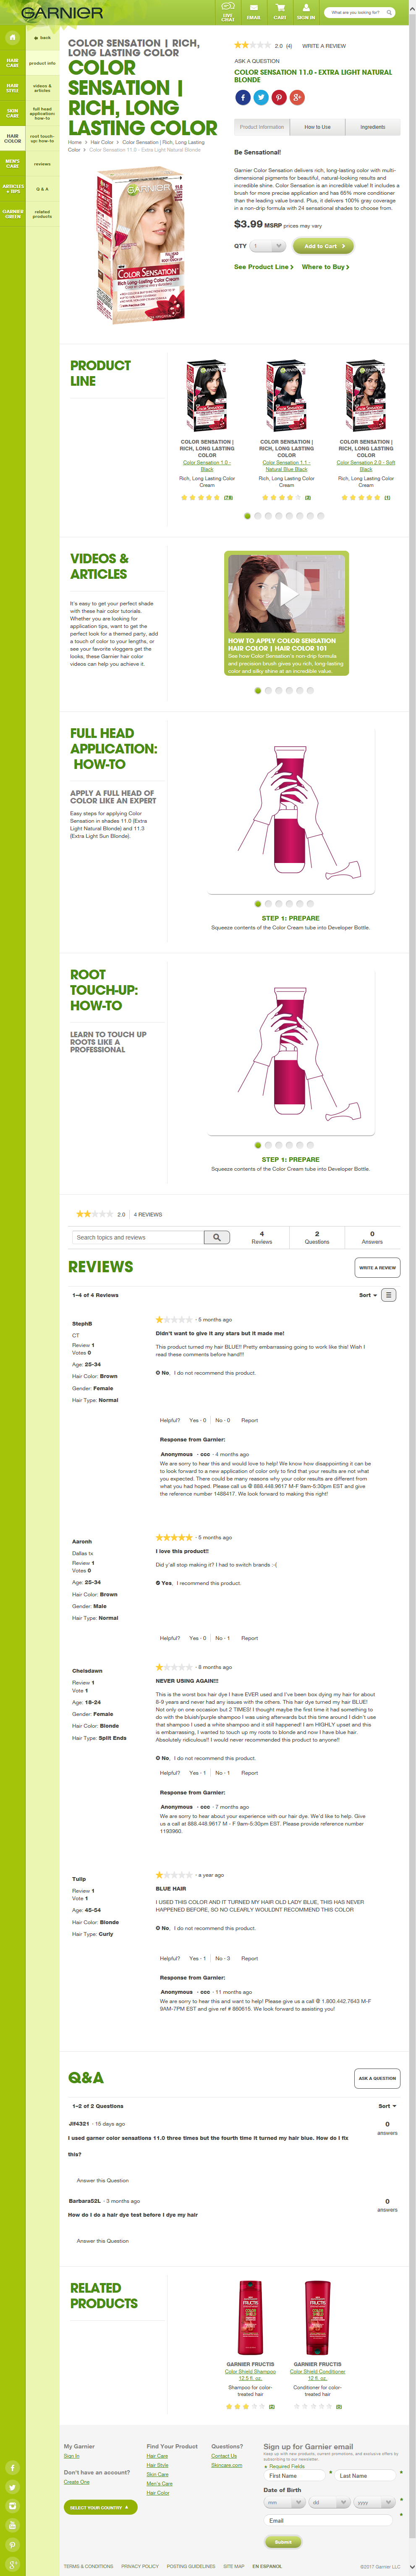 GARNIER
LIVE CHAT
EMAIL
CART
SIGN IN
What are you looking for?
back
HAIR CARE
HAIR STYLE
SKIN CARE
HAIR COLOR
MEN'S CARE
ARTICLES + TIPS
GARNIER GREEN
product info
videos & articles
full head application: how-to
root touch-up: how-to
reviews
Q & A
related products
COLOR SENSATION | RICH,
LONG LASTING COLOR
COLOR
SENSATION |
RICH, LONG
LASTING COLOR
Home > Hair Color > Color Sensation | Rich, Long Lasting
Color > Color Sensation 11.0 - Extra Light Natural Blonde
2.0 (4) WRITE A REVIEW
ASK A QUESTION
COLOR SENSATION 11.0 - EXTRA LIGHT NATURAL
BLONDE
Product Information
How to Use
Ingredients
Be Sensational!
Garnier Color Sensation delivers rich, long-lasting color with multi-
dimensional pigments for beautiful, natural-looking results with
incredible shine. Color Sensation is an incredible value! It adds a
brush for more precise application and has 65% more conditioner
than the leading value brand. Plus, it delivers 100% gray coverage
in a non-drip formula with 24 sensational shades to choose from.
$3.99 MSRP prices may vary
QTY 1 Add to Cart
See Product Line Where to Buy
GARNIER
COLOR SENSATION
Rich Long-Lasting Color Cream
PRODUCT
LINE
COLOR SENSATION |
RICH, LONG LASTING
COLOR
Color Sensation 1.0 -
Black
Rich, Long Lasting Color
Cream
(78)
COLOR SENSATION |
RICH, LONG LASTING
COLOR
Color Sensation 1.1 -
Natural Blue Black
Rich, Long Lasting Color
Cream
COLOR SENSATION |
RICH, LONG LASTING
COLOR
Color Sensation 2.0 - Soft
Black
Rich, Long Lasting Color
Cream
(1)
VIDEOS &
ARTICLES
It's easy to get your perfect shade
with these hair color tutorials.
Whether you are looking for
application tips, want to get the
perfect look for a themed party, add
a touch of color to your lengths, or
see your favorite vloggers get the
looks, these Garnier hair color
videos can help you achieve it.
HOW TO APPLY COLOR SENSATION
HAIR COLOR | HAIR COLOR 101
See how Color Sensation's non-drip formula
and precision brush gives you rich, long-lasting
color and silky shine at an incredible value.
FULL HEAD
APPLICATION:
HOW-TO
APPLY A FULL HEAD OF
COLOR LIKE AN EXPERT
Easy steps for applying Color
Sensation in shades 11.0 (Extra
Light Natural Blonde) and 11.3
(Extra Light Sun Blonde).
STEP 1: PREPARE
Squeeze contents of the Color Cream tube into Developer Bottle.
ROOT
TOUCH-UP:
HOW-TO
LEARN TO TOUCH UP
ROOTS LIKE A
PROFESSIONAL
STEP 1: PREPARE
Squeeze contents of the Color Cream tube into Developer Bottle.
2.0 4 REVIEWS
Search topics and reviews
4
Reviews
2
Questions
0
Answers
REVIEWS
WRITE A REVIEW
1–4 of 4 Reviews
Sort
StephB
CT
Review 1
Votes 0
Age: 25-34
Hair Color: Brown
Gender: Female
Hair Type: Normal
· 5 months ago
Didn't want to give it any stars but it made me!
This product turned my hair BLUE!! Pretty embarrassing going to work like this! Wish I
read these comments before hand!!!
No, I do not recommend this product.
Helpful? Yes · 0 No · 0 Report
Response from Garnier:
Anonymous - ccc · 4 months ago
We are sorry to hear this and would love to help! We know how disappointing it can be
to look forward to a new application of color only to find that your results are not what
you expected. There could be many reasons why your color results are different from
what you had hoped. Please call us @ 888.448.9617 M-F 9am-5:30pm EST and give
the reference number 1488417. We look forward to making this right!
Aaronh
Dallas tx
Review 1
Votes 0
Age: 25-34
Hair Color: Brown
Gender: Male
Hair Type: Normal
· 5 months ago
I love this product!!
Did y'all stop making it? I had to switch brands :-(
Yes, I recommend this product.
Helpful? Yes · 0 No · 1 Report
Chelsdawn
Review 1
Vote 1
Age: 18-24
Gender: Female
Hair Color: Blonde
Hair Type: Split Ends
· 8 months ago
NEVER USING AGAIN!!!
This is the worst box hair dye I have EVER used and I've been box dying my hair for about
8-9 years and never had any issues with the others. This hair dye turned my hair BLUE!
Not only on one occasion but 2 TIMES! I thought maybe the first time it had something to
do with the blush/purple shampoo I was using aftermath of my hair dying but I didn't use
that shampoo I used a white shampoo and it still happened! I am HIGHLY upset and this
is embarrassing, I wanted to touch up my roots to blonde and now I have blue hair.
Absolutely ridiculous!! I would never recommended this product to anyone!!
No, I do not recommend this product.
Helpful? Yes · 1 No · 1 Report
Response from Garnier:
Anonymous - ccc · 7 months ago
We are sorry to hear about your experience with our hair dye. We'd like to help. Give
us a call at 888.448.9617 M - F 9am-5:30pm EST. Please provide reference number
1193960.
Tulip
Review 1
Vote 1
Age: 45-54
Hair Color: Blonde
Hair Type: Curly
· a year ago
BLUE HAIR
I USED THIS COLOR AND IT TURNED MY HAIR OLD LADY BLUE, THIS HAS NEVER
HAPPENED BEFORE, SO NO CLEARLY WOULDNT RECOMMEND THIS COLOR
No, I do not recommend this product.
Helpful? Yes · 1 No · 3 Report
Response from Garnier:
Anonymous - ccc · 11 months ago
We are sorry to hear this and want to help! Please give us a call @ 1.800.442.7643 M-F
9AM-7PM EST and give ref # 860615. We look forward to assisting you!
Q&A
ASK A QUESTION
1–2 of 2 Questions
Sort
Jlf4321 · 15 days ago
I used garner color sensations 11.0 three times but the fourth time it turned my hair blue. How do I fix
this?
0
answers
Answer this Question
Barbara52L · 3 months ago
How do I do a hair dye test before I dye my hair
0
answers
Answer this Question
RELATED
PRODUCTS
GARNIER FRUCTIS
Color Shield Shampoo
12.5 fl. oz.
Shampoo for color-
treated hair
(2)
GARNIER FRUCTIS
Color Shield Conditioner
12 fl. oz.
Conditioner for color-
treated hair
(0)
My Garnier
Sign In
Don't have an account?
Create One
SELECT YOUR COUNTRY
Find Your Product
Hair Care
Hair Style
Skin Care
Men's Care
Hair Color
Questions?
Contact Us
Skincare.com
Sign up for Garnier email
Keep up with new products, current promotions, and exclusive offers by
subscribing to our newsletter.
Required Fields
First Name
Last Name
Date of Birth
mm
dd
yyyy
Email
Submit
TERMS & CONDITIONS PRIVACY POLICY POSTING GUIDELINES SITE MAP EN ESPANOL
©2017 Garnier LLC